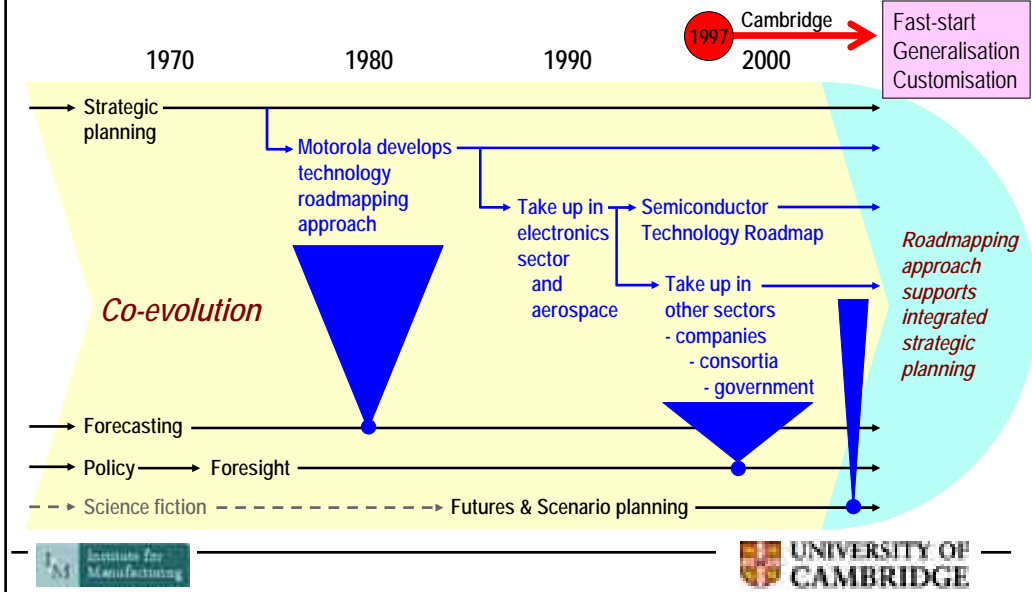 1997
Cambridge
Fast-start
Generalisation
Customisation
1970
1980
1990
2000
Strategic
planning
Motorola develops
technology
roadmapping
approach
Take up in
electronics
sector
and
aerospace
Semiconductor
Technology Roadmap
Take up in
other sectors
- companies
- consortia
- government
Roadmapping
approach
supports
integrated
strategic
planning
Co-evolution
Forecasting
Policy
Foresight
Science fiction
Futures & Scenario planning
IM
Institute for
Manufacturing
UNIVERSITY OF
CAMBRIDGE